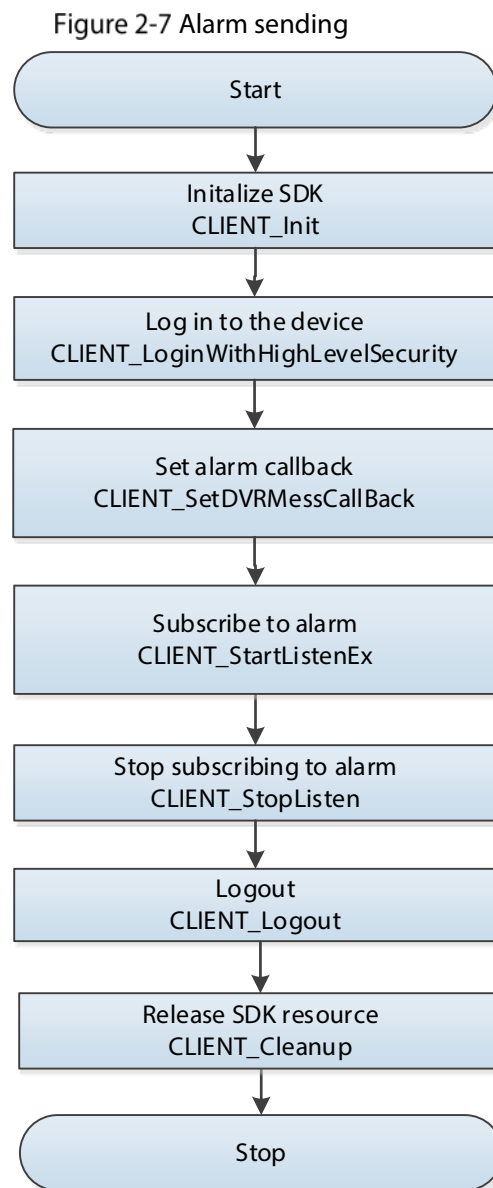 Figure 2-7 Alarm sending
Start
Initalize SDK
CLIENT_Init
Log in to the device
CLIENT_LoginWithHighLevelSecurity
Set alarm callback
CLIENT_SetDVRMessCallBack
Subscribe to alarm
CLIENT_StartListenEx
Stop subscribing to alarm
CLIENT_StopListen
Logout
CLIENT_Logout
Release SDK resource
CLIENT_Cleanup
Stop